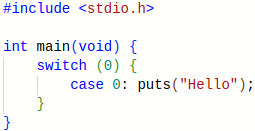 #include <stdio.h>

int main(void) {
    switch (0) {
        case 0: puts("Hello");
    }
}